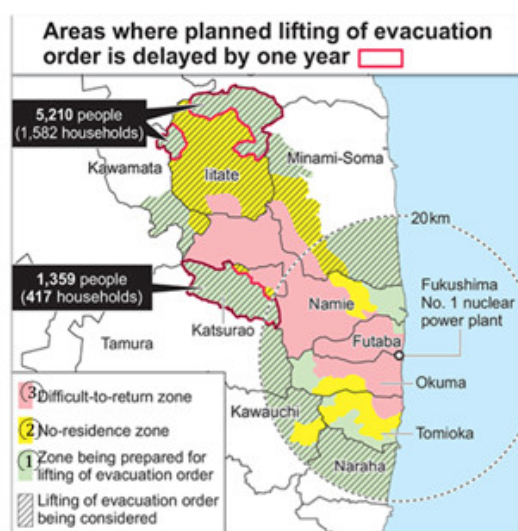 Areas where planned lifting of evacuation
order is delayed by one year
5,210 people
(1,582 households)
Kawamata
Iitate
Minami-Soma
20km
1,359 people
(417 households)
Katsurao
Namie
Fukushima
No. 1 nuclear
power plant
Tamura
Futaba
Okuma
Kawauchi
Tomioka
Naraha
3 Difficult-to-return zone
2 No-residence zone
1 Zone being prepared for
lifting of evacuation order
Lifting of evacuation order
being considered